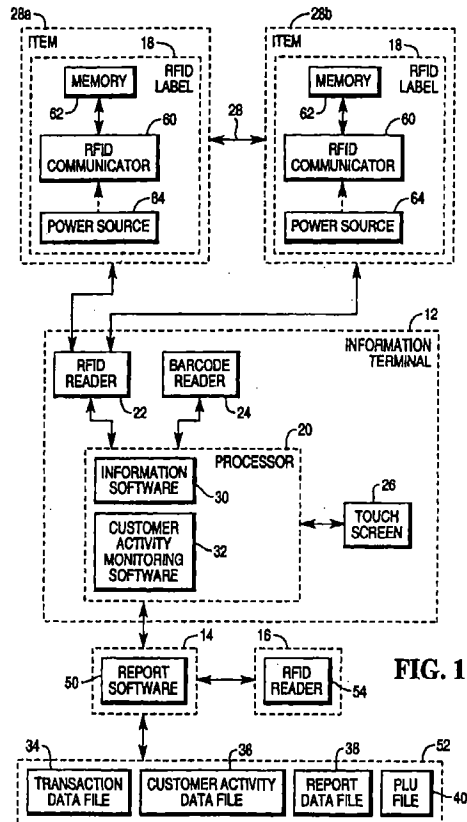 28a
28b
ITEM
18
RFID
LABEL
MEMORY
62
60
RFID
COMMUNICATOR
POWER SOURCE
64
28
ITEM
18
RFID
LABEL
MEMORY
62
60
RFID
COMMUNICATOR
POWER SOURCE
64
12
INFORMATION
TERMINAL
RFID
READER
22
BARCODE
READER
24
20
PROCESSOR
INFORMATION
SOFTWARE
30
CUSTOMER
ACTIVITY
MONITORING
SOFTWARE
32
26
TOUCH
SCREEN
14
16
REPORT
SOFTWARE
50
RFID
READER
54
FIG. 1
34
36
38
52
TRANSACTION
DATA FILE
CUSTOMER ACTIVITY
DATA FILE
REPORT
DATA FILE
PLU
FILE
40